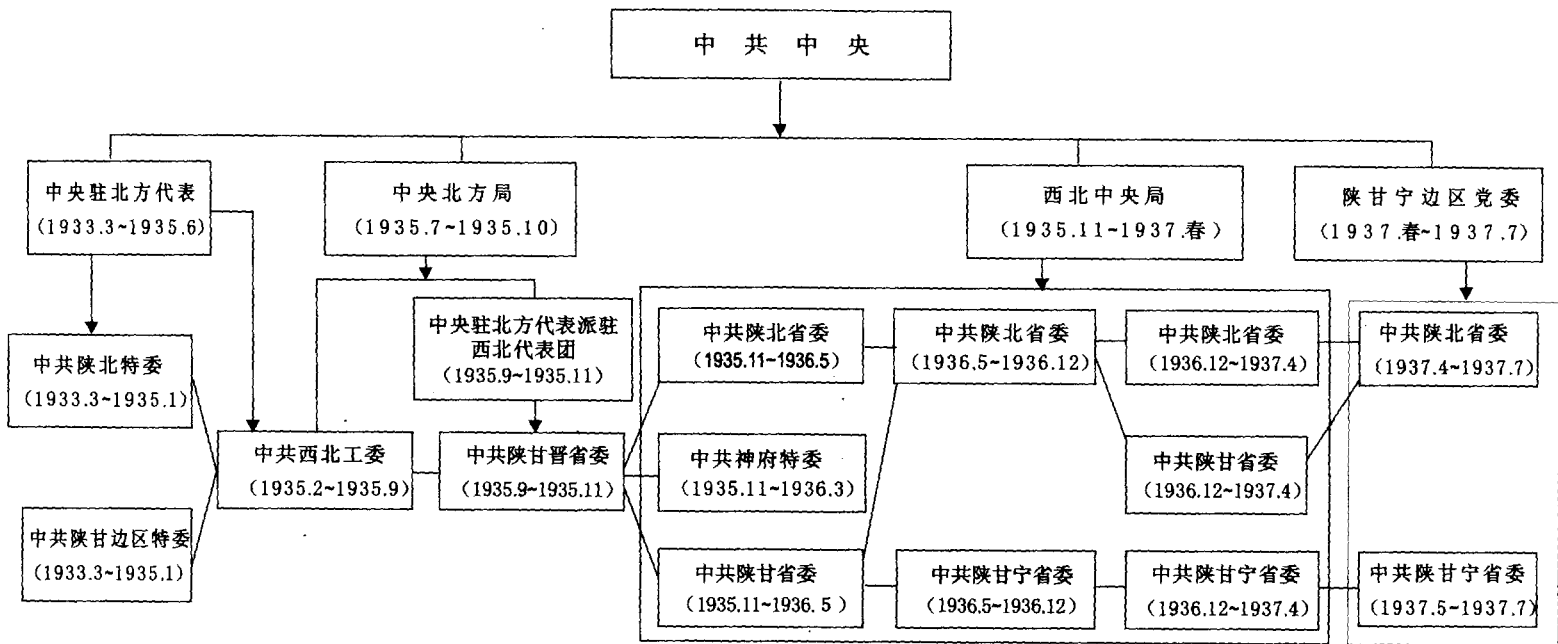 中共中央
中央驻北方代表
(1933.3~1935.6)
中央北方局
(1935.7~1935.10)
西北中央局
(1935.11~1937.春)
陕甘宁边区党委
(1937.春~1937.7)
中共陕北特委
(1933.3~1935.1)
中央驻北方代表派驻
西北代表团
(1935.9~1935.11)
中共陕北省委
(1935.11~1936.5)
中共陕北省委
(1936.5~1936.12)
中共陕北省委
(1936.12~1937.4)
中共陕北省委
(1937.4~1937.7)
中共西北工委
(1935.2~1935.9)
中共陕甘晋省委
(1935.9~1935.11)
中共神府特委
(1935.11~1936.3)
中共陕甘省委
(1936.12~1937.4)
中共陕甘边区特委
(1933.3~1935.1)
中共陕甘省委
(1935.11~1936.5)
中共陕甘宁省委
(1936.5~1936.12)
中共陕甘宁省委
(1936.12~1937.4)
中共陕甘宁省委
(1937.5~1937.7)